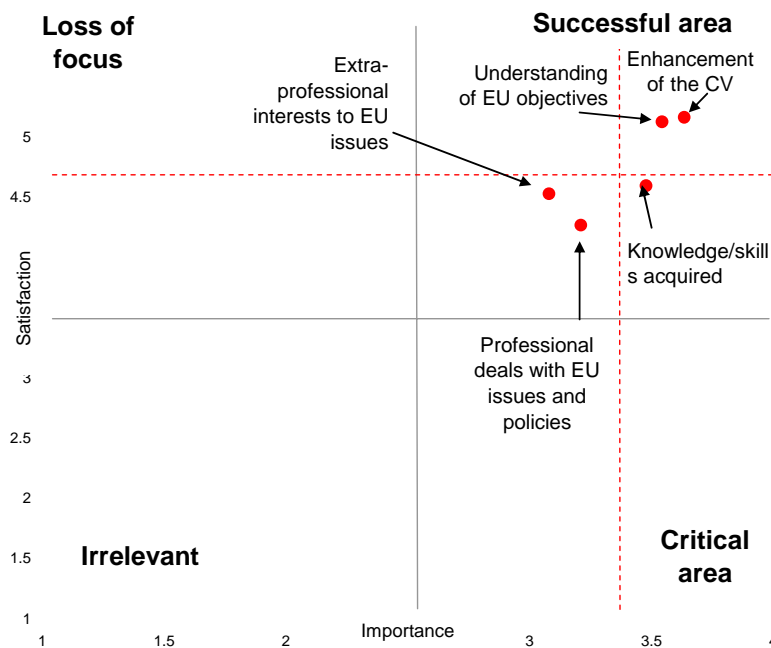 Loss of
focus
Successful area
Extra-
professional
interests to EU
issues
Understanding
of EU objectives
Enhancement
of the CV
5
4.5
Satisfaction
Knowledge/skill
s acquired
Professional
deals with EU
issues and
policies
3
2.5
2
1.5
1
Irrelevant
Critical
area
1
1.5
2
Importance
3
3.5
4